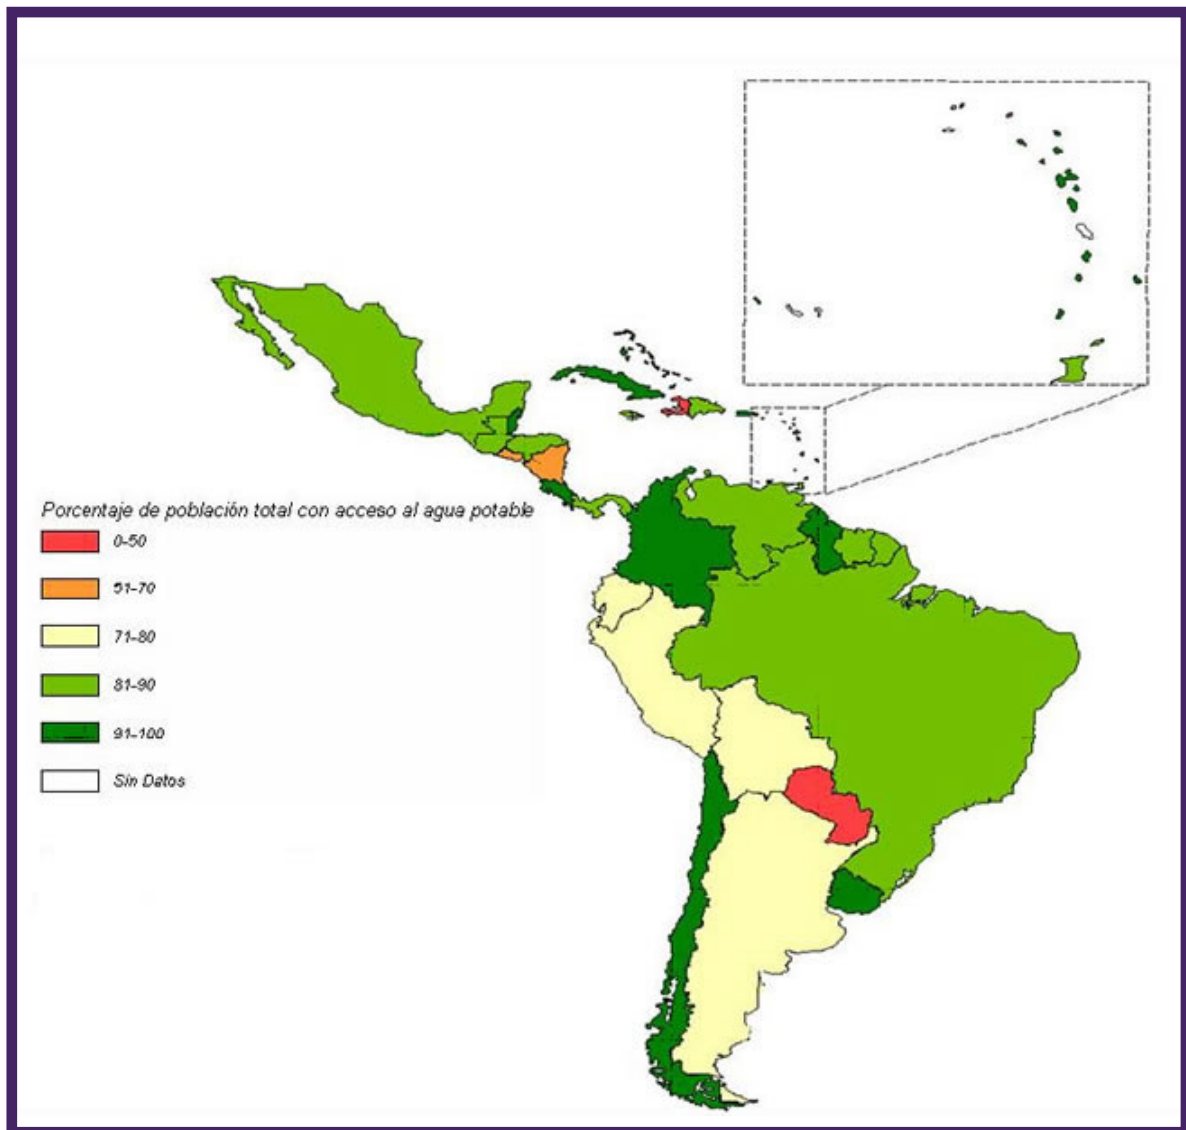 Porcentaje de población total con acceso al agua potable
0-50
51-70
71-80
81-90
91-100
Sin Datos